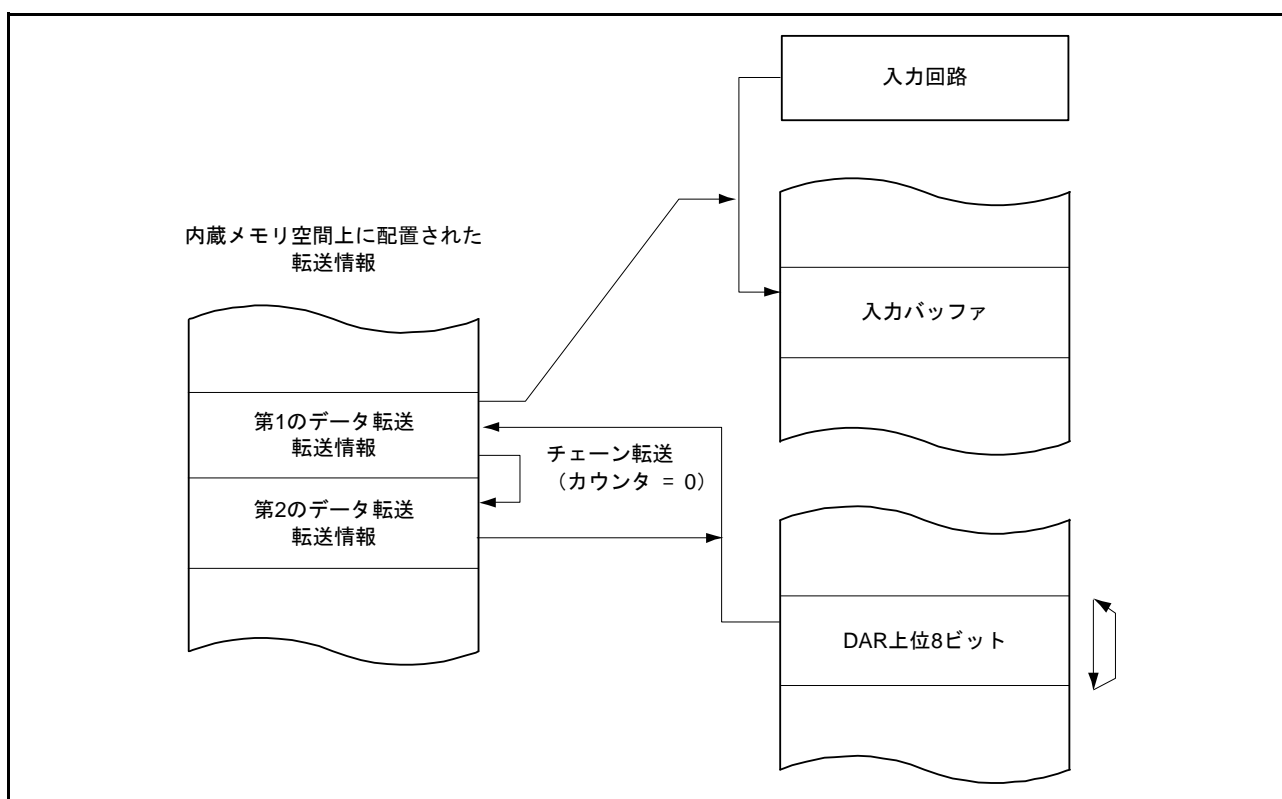 入力回路
内蔵メモリ空間上に配置された
転送情報
入力バッファ
第1のデータ転送
転送情報
チェーン転送
（カウンタ = 0）
第2のデータ転送
転送情報
DAR上位8ビット